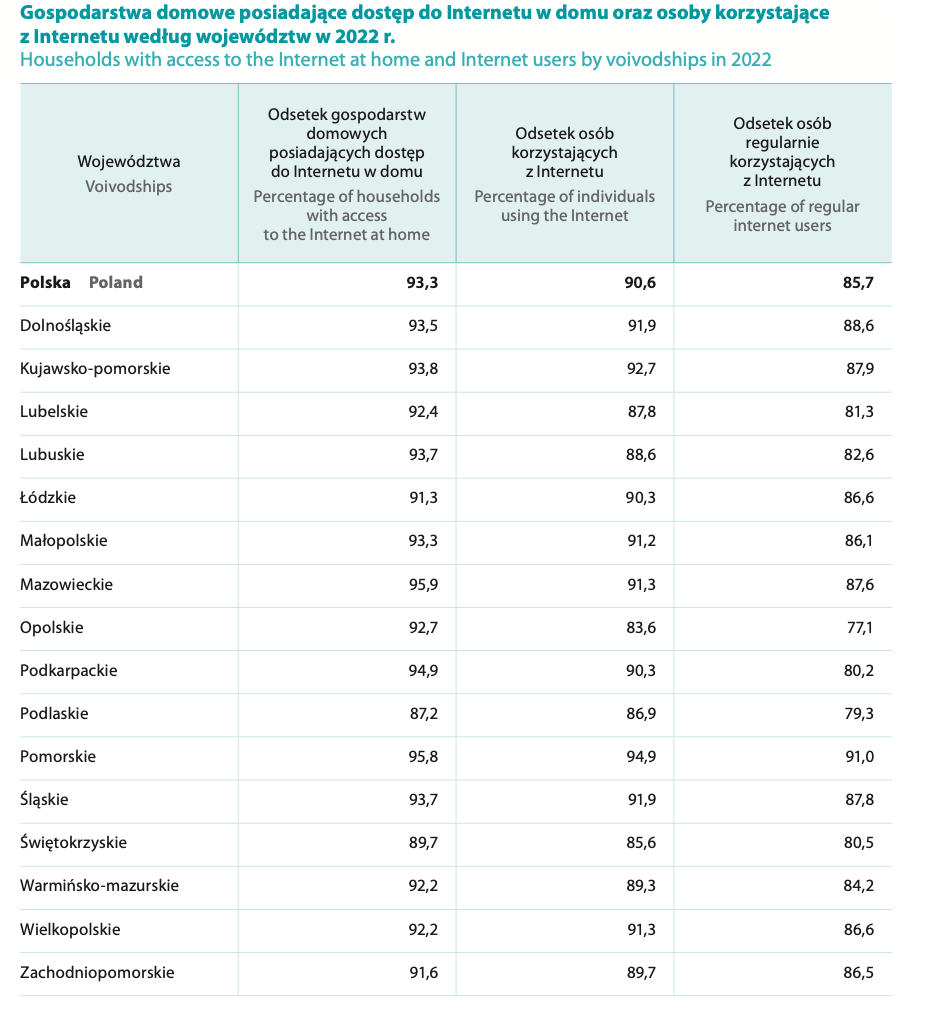 Gospodarstwa domowe posiadające dostęp do Internetu w domu oraz osoby korzystające
z Internetu według województw w 2022 r.
Households with access to the Internet at home and Internet users by voivodships in 2022
Województwa
Voivodships
Odsetek gospodarstw
domowych
posiadających dostęp
do Internetu w domu
Percentage of households
with access
to the Internet at home
Odsetek osób
korzystających
z Internetu
Percentage of individuals
using the Internet
Odsetek osób
regularnie
korzystających
z Internetu
Percentage of regular
internet users
Polska Poland 93,3 90,6 85,7
Dolnośląskie 93,5 91,9 88,6
Kujawsko-pomorskie 93,8 92,7 87,9
Lubelskie 92,4 87,8 81,3
Lubuskie 93,7 88,6 82,6
Łódzkie 91,3 90,3 86,6
Małopolskie 93,3 91,2 86,1
Mazowieckie 95,9 91,3 87,6
Opolskie 92,7 83,6 77,1
Podkarpackie 94,9 90,3 80,2
Podlaskie 87,2 86,9 79,3
Pomorskie 95,8 94,9 91,0
Śląskie 93,7 91,9 87,8
Świętokrzyskie 89,7 85,6 80,5
Warmińsko-mazurskie 92,2 89,3 84,2
Wielkopolskie 92,2 91,3 86,6
Zachodniopomorskie 91,6 89,7 86,5